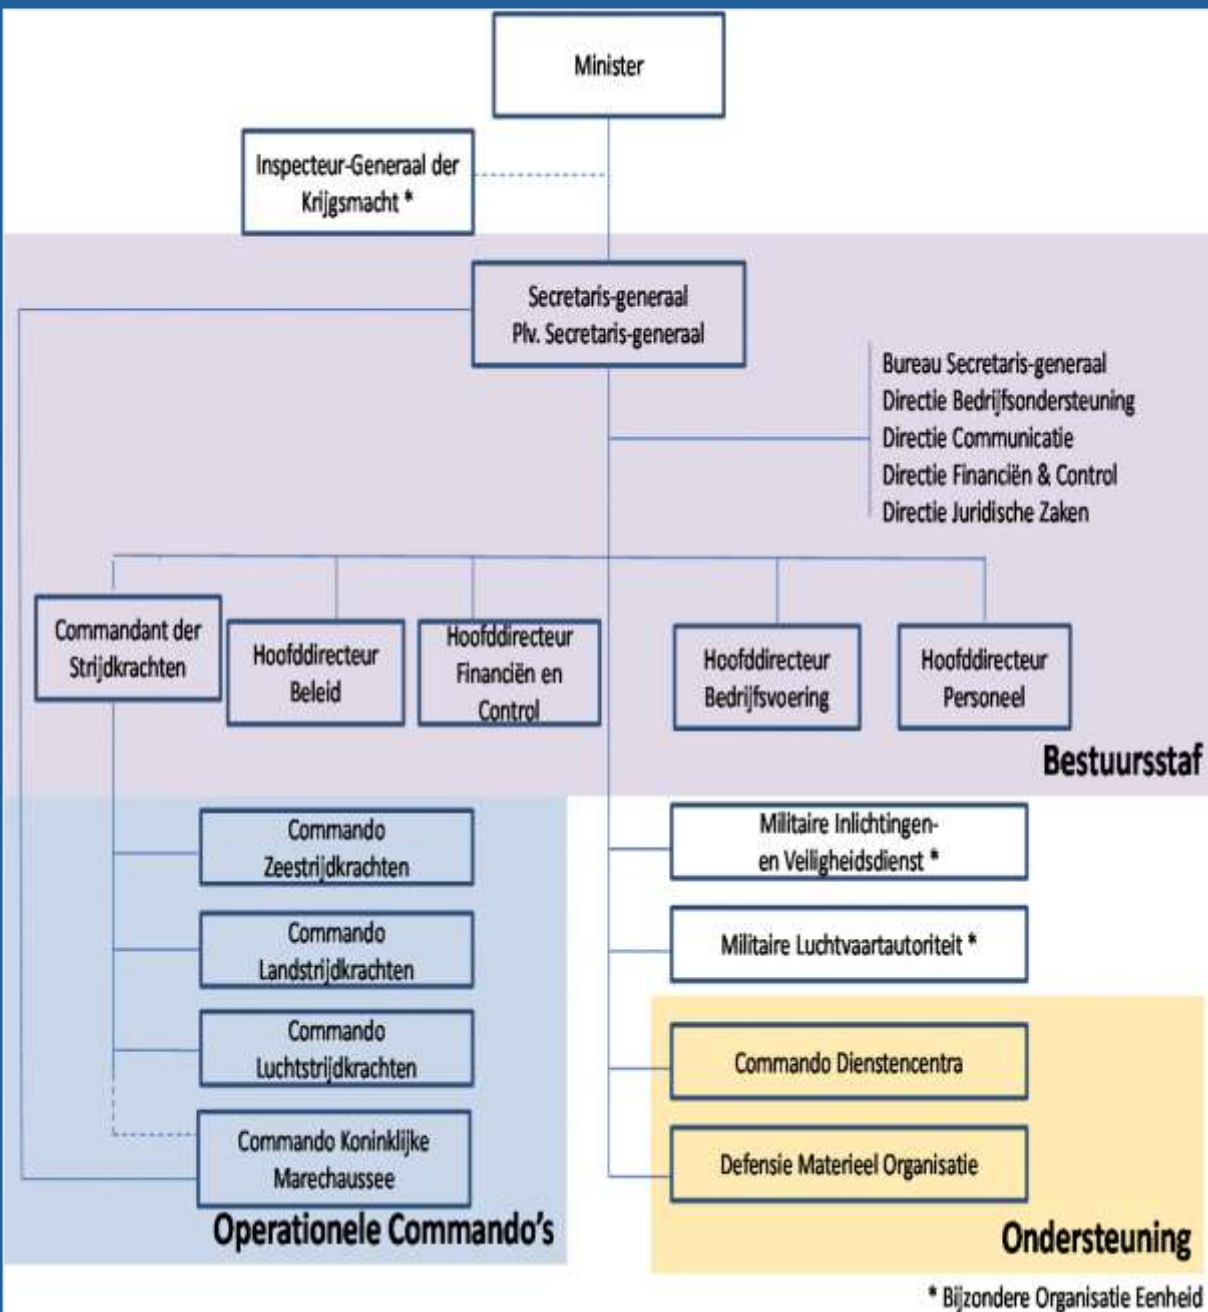 Minister
Inspecteur-Generaal der
Krijgsmacht *
Secretaris-generaal
Plv. Secretaris-generaal
Bureau Secretaris-generaal
Directie Bedrijfsondersteuning
Directie Communicatie
Directie Financiën & Control
Directie Juridische Zaken
Commandant der
Strijdkrachten
Hoofddirecteur
Beleid
Hoofddirecteur
Financiën en
Control
Hoofddirecteur
Bedrijfsvoering
Hoofddirecteur
Personeel
Bestuursstaf
Commando
Zeestrijdkrachten
Commando
Landstrijdkrachten
Commando
Luchtstrijdkrachten
Commando Koninklijke
Marechaussee
Operationele Commando's
Militaire Inlichtingen-
en Veiligheidsdienst *
Militaire Luchtvaartautoriteit *
Commando Dienstencentra
Defensie Materieel Organisatie
Ondersteuning
* Bijzondere Organisatie Eenheid